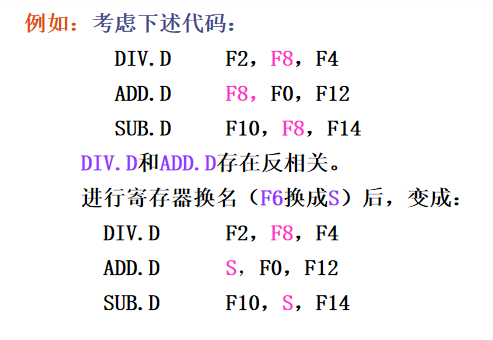 例如：考虑下述代码：
DIV.D F2，F8，F4
ADD.D F8，F0，F12
SUB.D F10，F8，F14
DIV.D和ADD.D存在反相关。
进行寄存器换名（F6换成S）后，变成：
DIV.D F2，F8，F4
ADD.D S，F0，F12
SUB.D F10，S，F14